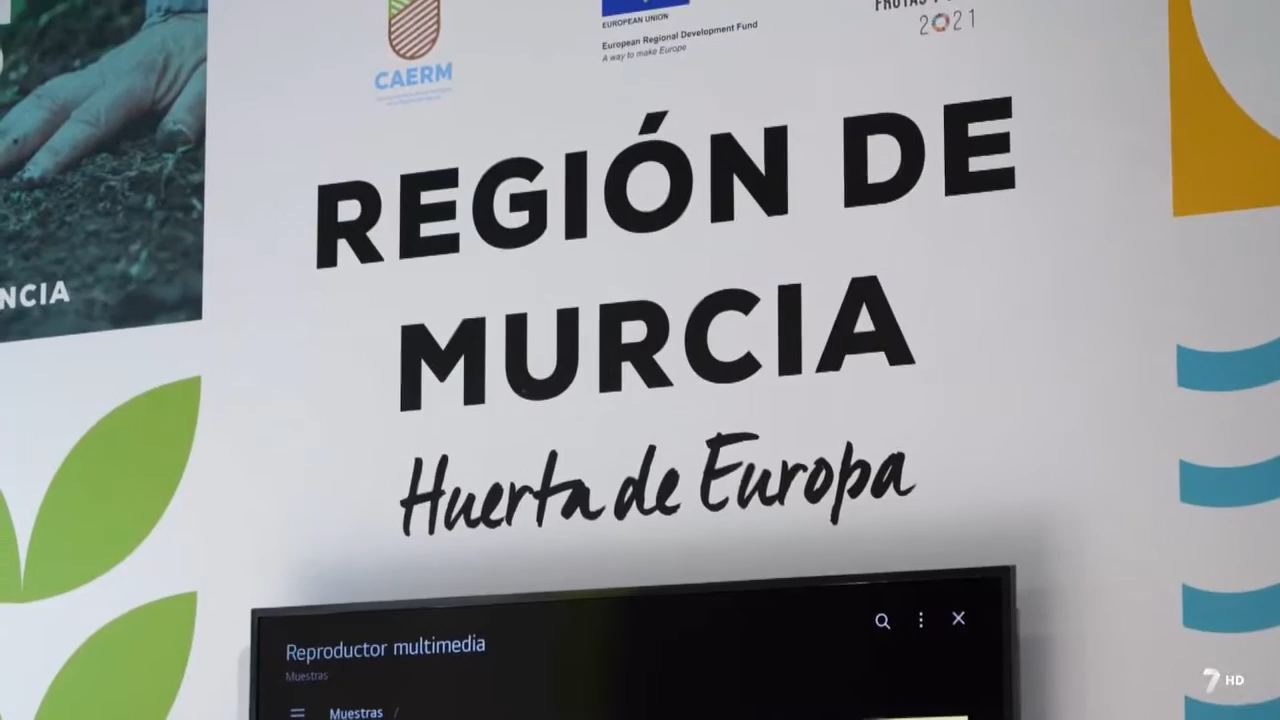 CAERM
EUROPEAN UNION
European Regional Development Fund
A way to make Europe
2021
REGIÓN DE
MURCIA
Huerta de Europa
NCIA
Reproductor multimedia
Muestras
Muestras /
7 HD